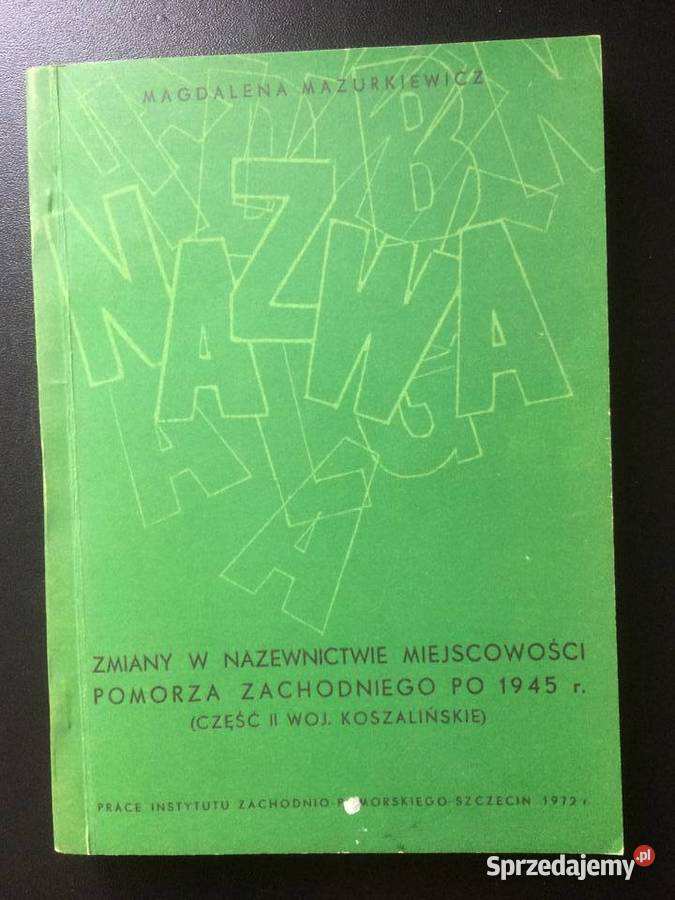 MAGDALENA MAZURKIEWICZ
NAZWA
ZMIANY W NAZEWNICTWIE MIEJSCOWOŚCI
POMORZA ZACHODNIEGO PO 1945 r.
(CZĘŚĆ II WOJ. KOSZALIŃSKIE)
PRACE INSTYTUTU ZACHODNIO-POMORSKIEGO-SZCZECIN 1972 r.
Sprzedajemy.pl